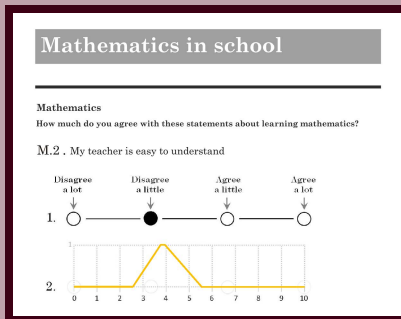 Mathematics in school
Mathematics
How much do you agree with these statements about learning mathematics?
M.2 . My teacher is easy to understand
Disagree a lot
Disagree a little
Agree a little
Agree a lot
1.
1
2.
0 1 2 3 4 5 6 7 8 9 10